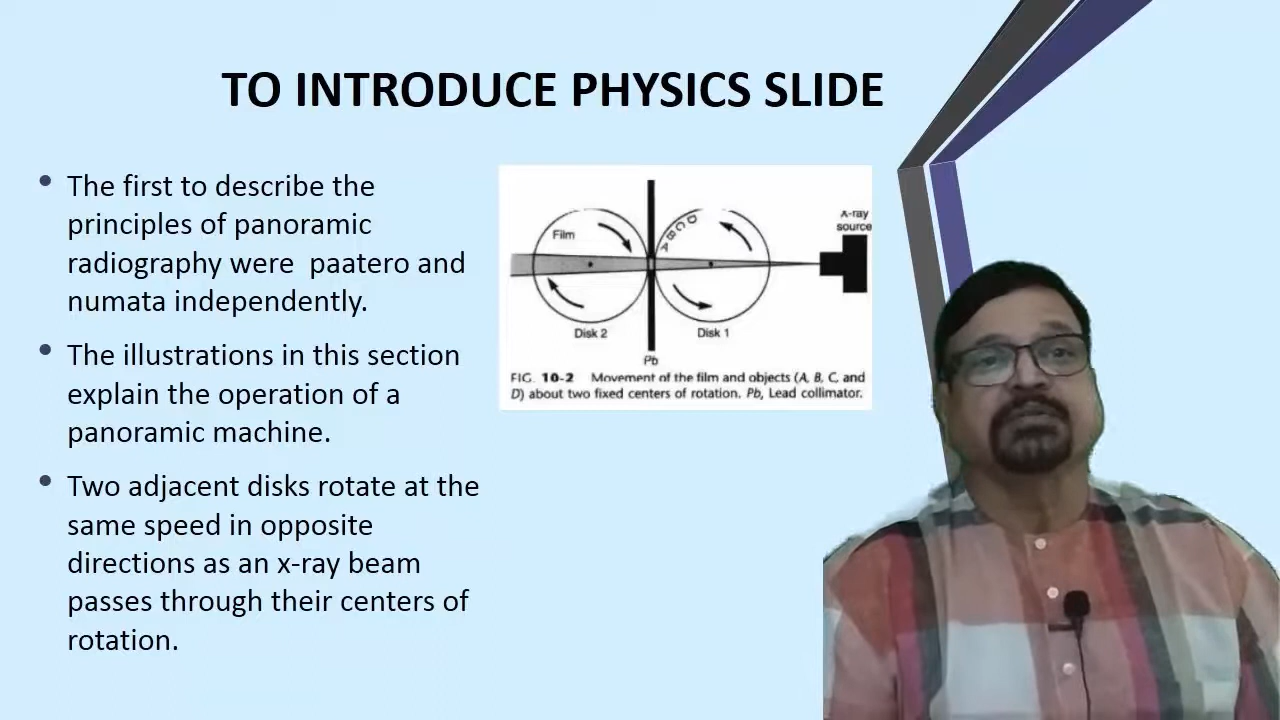 TO INTRODUCE PHYSICS SLIDE
• The first to describe the
principles of panoramic
radiography were  paatero and
numata independently.
• The illustrations in this section
explain the operation of a
panoramic machine.
• Two adjacent disks rotate at the
same speed in opposite
directions as an x-ray beam
passes through their centers of
rotation.
Film
D
C
B
A
x-ray
source
Disk 2
Disk 1
Pb
FIG. 10-2 Movement of the film and objects (A, B, C, and
D) about two fixed centers of rotation. Pb, Lead collimator.